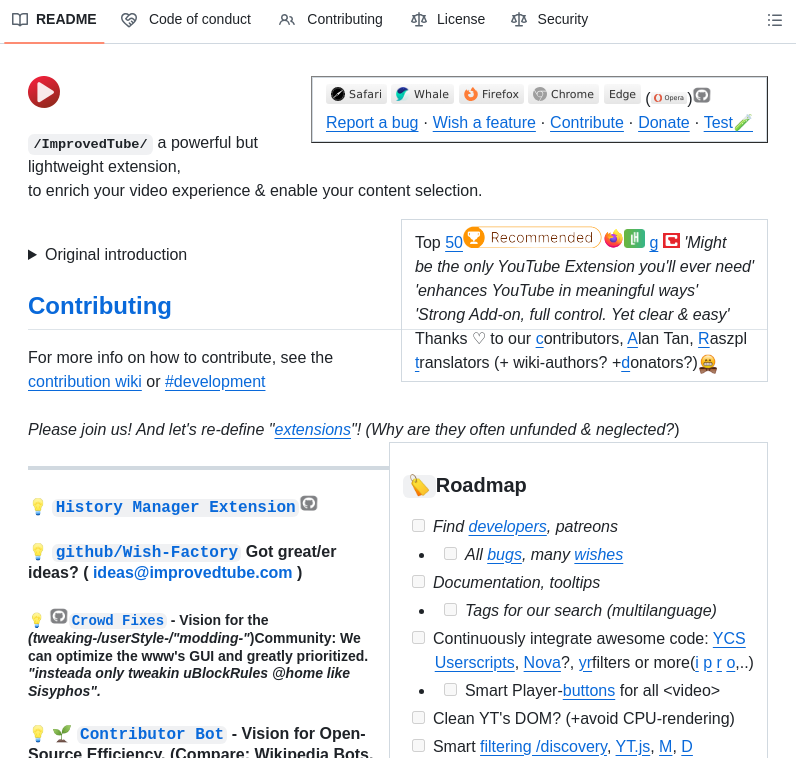 README Code of conduct Contributing License Security
Safari Whale Firefox Chrome Edge (Opera)
Report a bug · Wish a feature · Contribute · Donate · Test
/ImprovedTube/ a powerful but
lightweight extension,
to enrich your video experience & enable your content selection.
Top 50 Recommended g 'Might
be the only YouTube Extension you'll ever need'
'enhances YouTube in meaningful ways'
'Strong Add-on, full control. Yet clear & easy'
Thanks ♡ to our contributors, Alan Tan, Raszpl
translators (+ wiki-authors? +donators?)
Original introduction
Contributing
For more info on how to contribute, see the
contribution wiki or #development
Please join us! And let's re-define "extensions"! (Why are they often unfunded & neglected?)
History Manager Extension
github/Wish-Factory Got great/er
ideas? ( ideas@improvedtube.com )
Crowd Fixes - Vision for the
(tweaking-/userStyle-/"modding-")Community: We
can optimize the www's GUI and greatly prioritized.
"insteada only tweakin uBlockRules @home like
Sisyphos".
Contributor Bot - Vision for Open-
Source Efficiency. (Compare: Wikipedia Bots.
Roadmap
Find developers, patreons
All bugs, many wishes
Documentation, tooltips
Tags for our search (multilanguage)
Continuously integrate awesome code: YCS
Userscripts, Nova?, yrfilters or more(i p r o,..)
Smart Player-buttons for all <video>
Clean YT's DOM? (+avoid CPU-rendering)
Smart filtering /discovery, YT.js, M, D